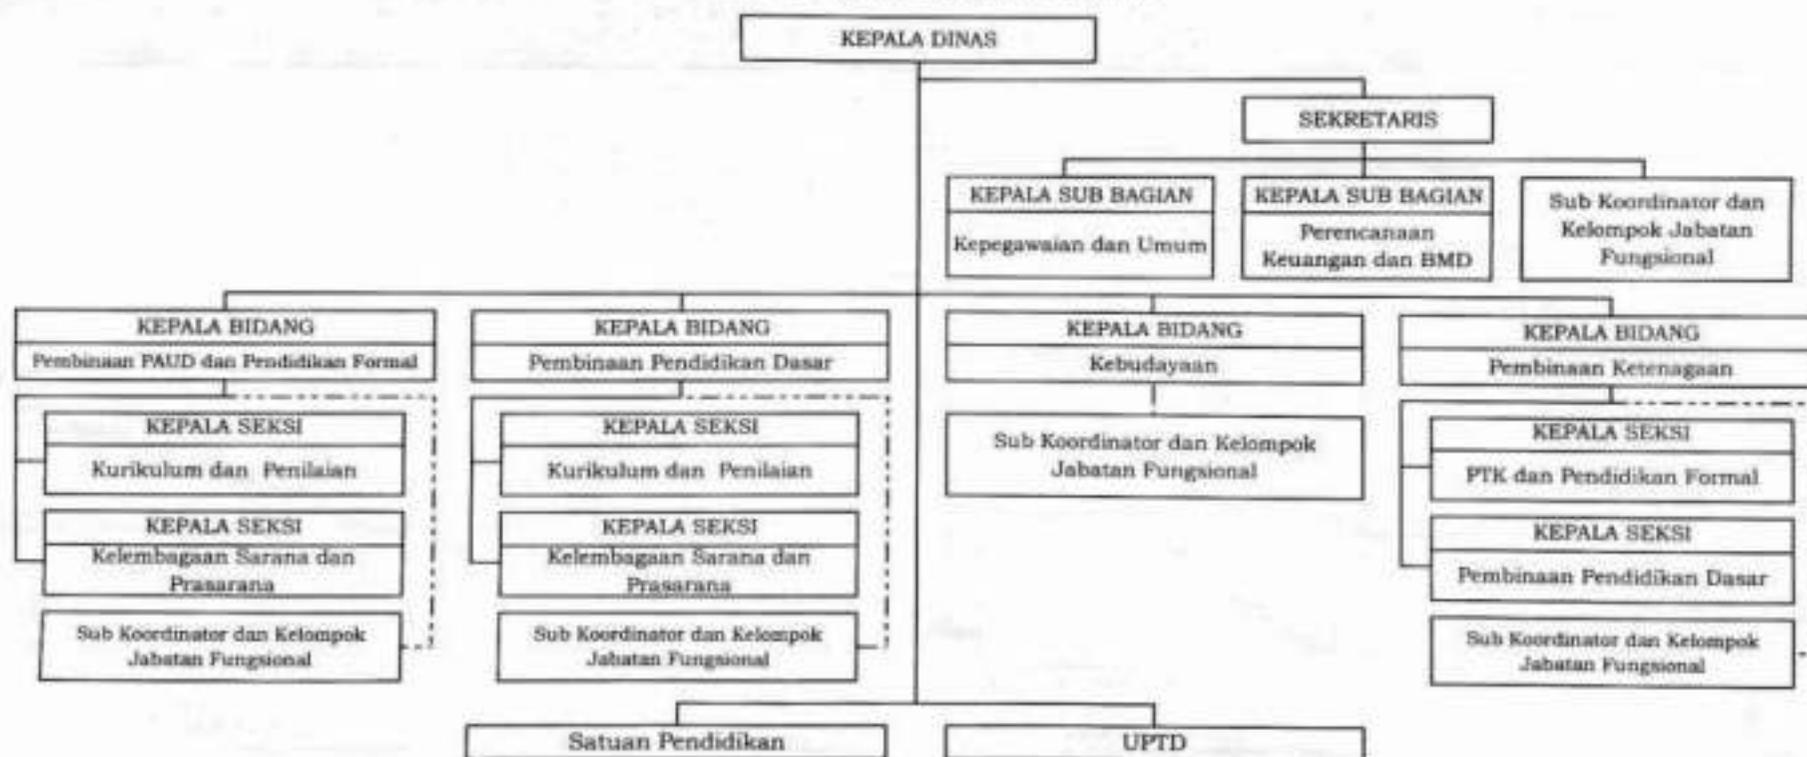 KEPALA DINAS
SEKRETARIS
KEPALA SUB BAGIAN
Kepegawaian dan Umum
KEPALA SUB BAGIAN
Perencanaan
Keuangan dan BMD
Sub Koordinator dan
Kelompok Jabatan
Fungsional
KEPALA BIDANG
Pembinaan PAUD dan Pendidikan Formal
KEPALA SEKSI
Kurikulum dan Penilaian
KEPALA SEKSI
Kelembagaan Sarana dan
Prasarana
Sub Koordinator dan Kelompok
Jabatan Fungsional
KEPALA BIDANG
Pembinaan Pendidikan Dasar
KEPALA SEKSI
Kurikulum dan Penilaian
KEPALA SEKSI
Kelembagaan Sarana dan
Prasarana
Sub Koordinator dan Kelompok
Jabatan Fungsional
KEPALA BIDANG
Kebudayaan
Sub Koordinator dan Kelompok
Jabatan Fungsional
KEPALA BIDANG
Pembinaan Ketenagaan
KEPALA SEKSI
PTK dan Pendidikan Formal
KEPALA SEKSI
Pembinaan Pendidikan Dasar
Sub Koordinator dan Kelompok
Jabatan Fungsional
Satuan Pendidikan
UPTD